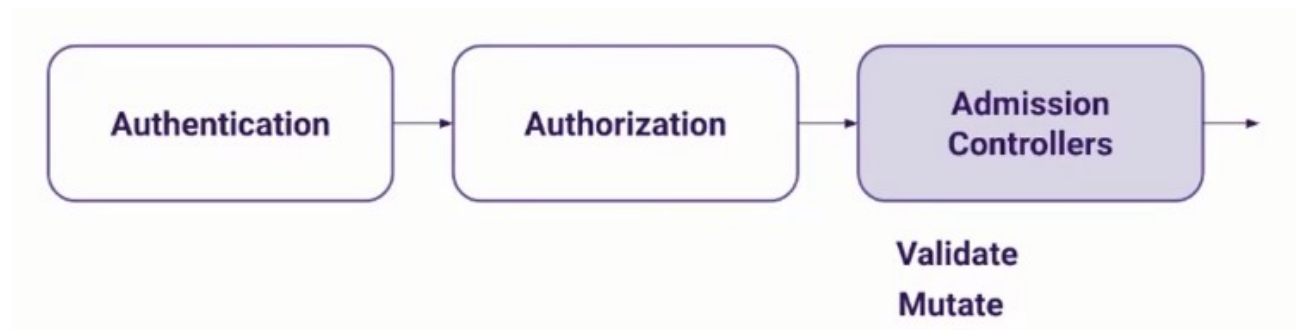 Authentication
Authorization
Admission
Controllers
Validate
Mutate